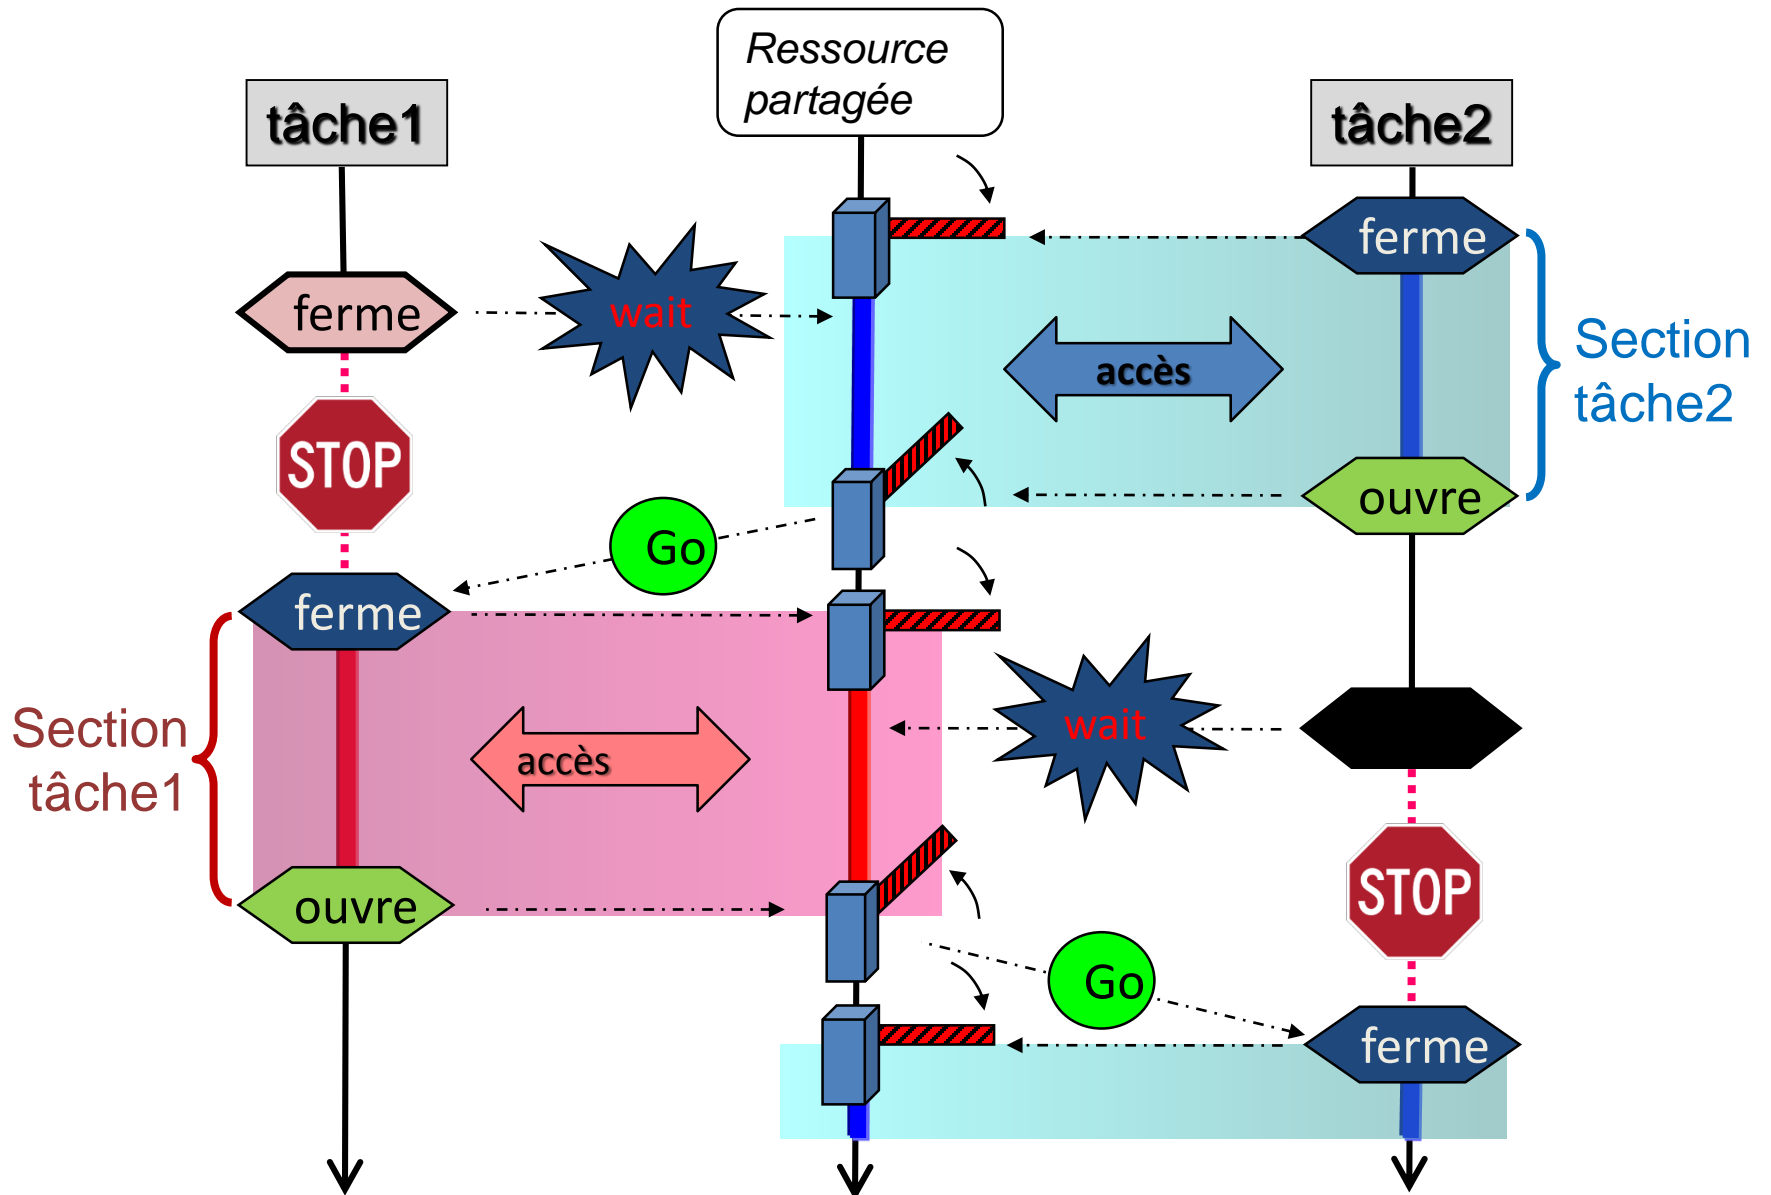 Ressource
partagée
tâche1
tâche2
ferme
ferme
wait
accès
Section
tâche2
STOP
ouvre
Go
ferme
wait
Section
tâche1
accès
STOP
ouvre
Go
ferme